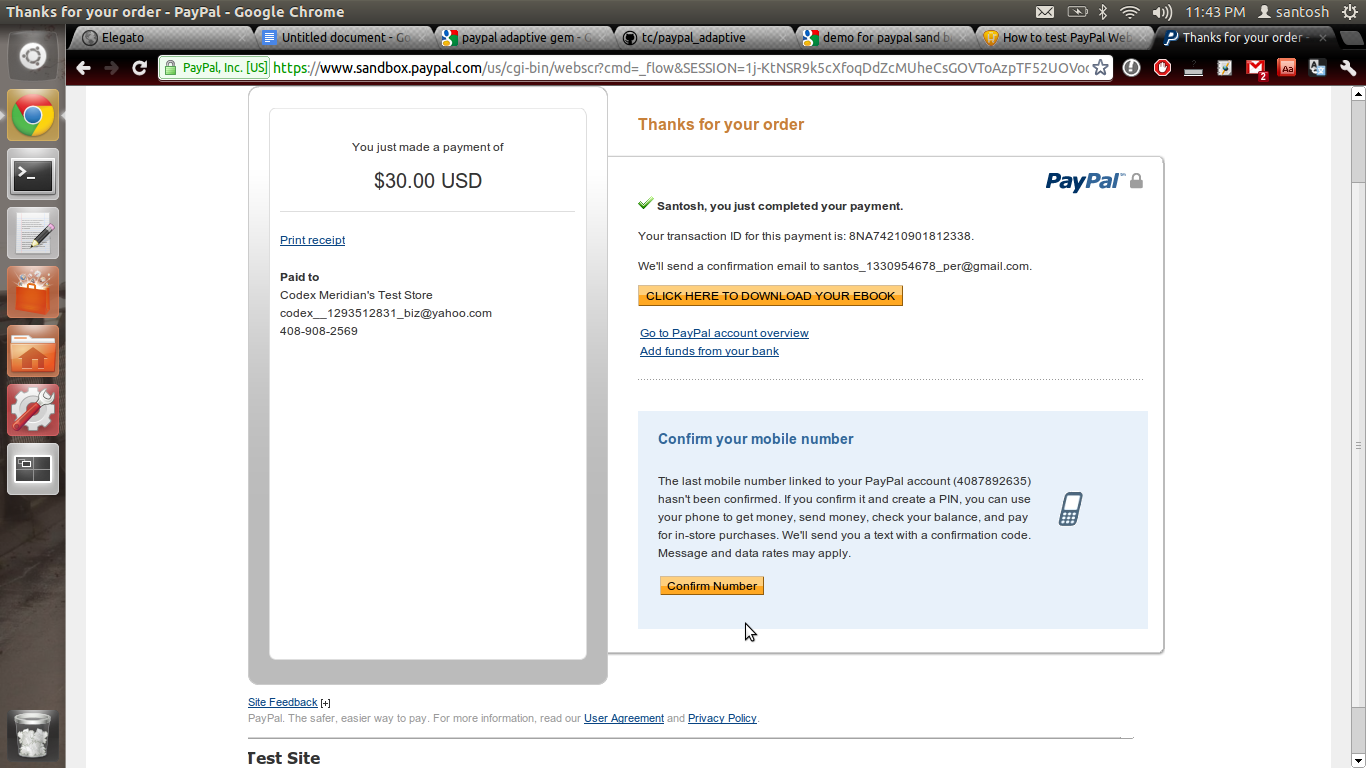 Thanks for your order - PayPal - Google Chrome
11:43 PM
santosh
Elegato
Untitled document - Go
paypal adaptive gem - G
tc/paypal_adaptive
demo for paypal sand b
How to test PayPal Web
Thanks for your order -
PayPal, Inc. [US]
https://www.sandbox.paypal.com/us/cgi-bin/webscr?cmd=_flow&SESSION=1j-KtNSR9k5cXfoqDdZcMUheCsGOVToAzpTF52UOVoc
2
Aa
You just made a payment of
$30.00 USD
Print receipt
Paid to
Codex Meridian's Test Store
codex__1293512831_biz@yahoo.com
408-908-2569
Thanks for your order
PayPal
Santosh, you just completed your payment.
Your transaction ID for this payment is: 8NA74210901812338.
We'll send a confirmation email to santos_1330954678_per@gmail.com.
CLICK HERE TO DOWNLOAD YOUR EBOOK
Go to PayPal account overview
Add funds from your bank
Confirm your mobile number
The last mobile number linked to your PayPal account (4087892635)
hasn't been confirmed. If you confirm it and create a PIN, you can use
your phone to get money, send money, check your balance, and pay
for in-store purchases. We'll send you a text with a confirmation code.
Message and data rates may apply.
Confirm Number
Site Feedback [+]
PayPal. The safer, easier way to pay. For more information, read our User Agreement and Privacy Policy.
Test Site